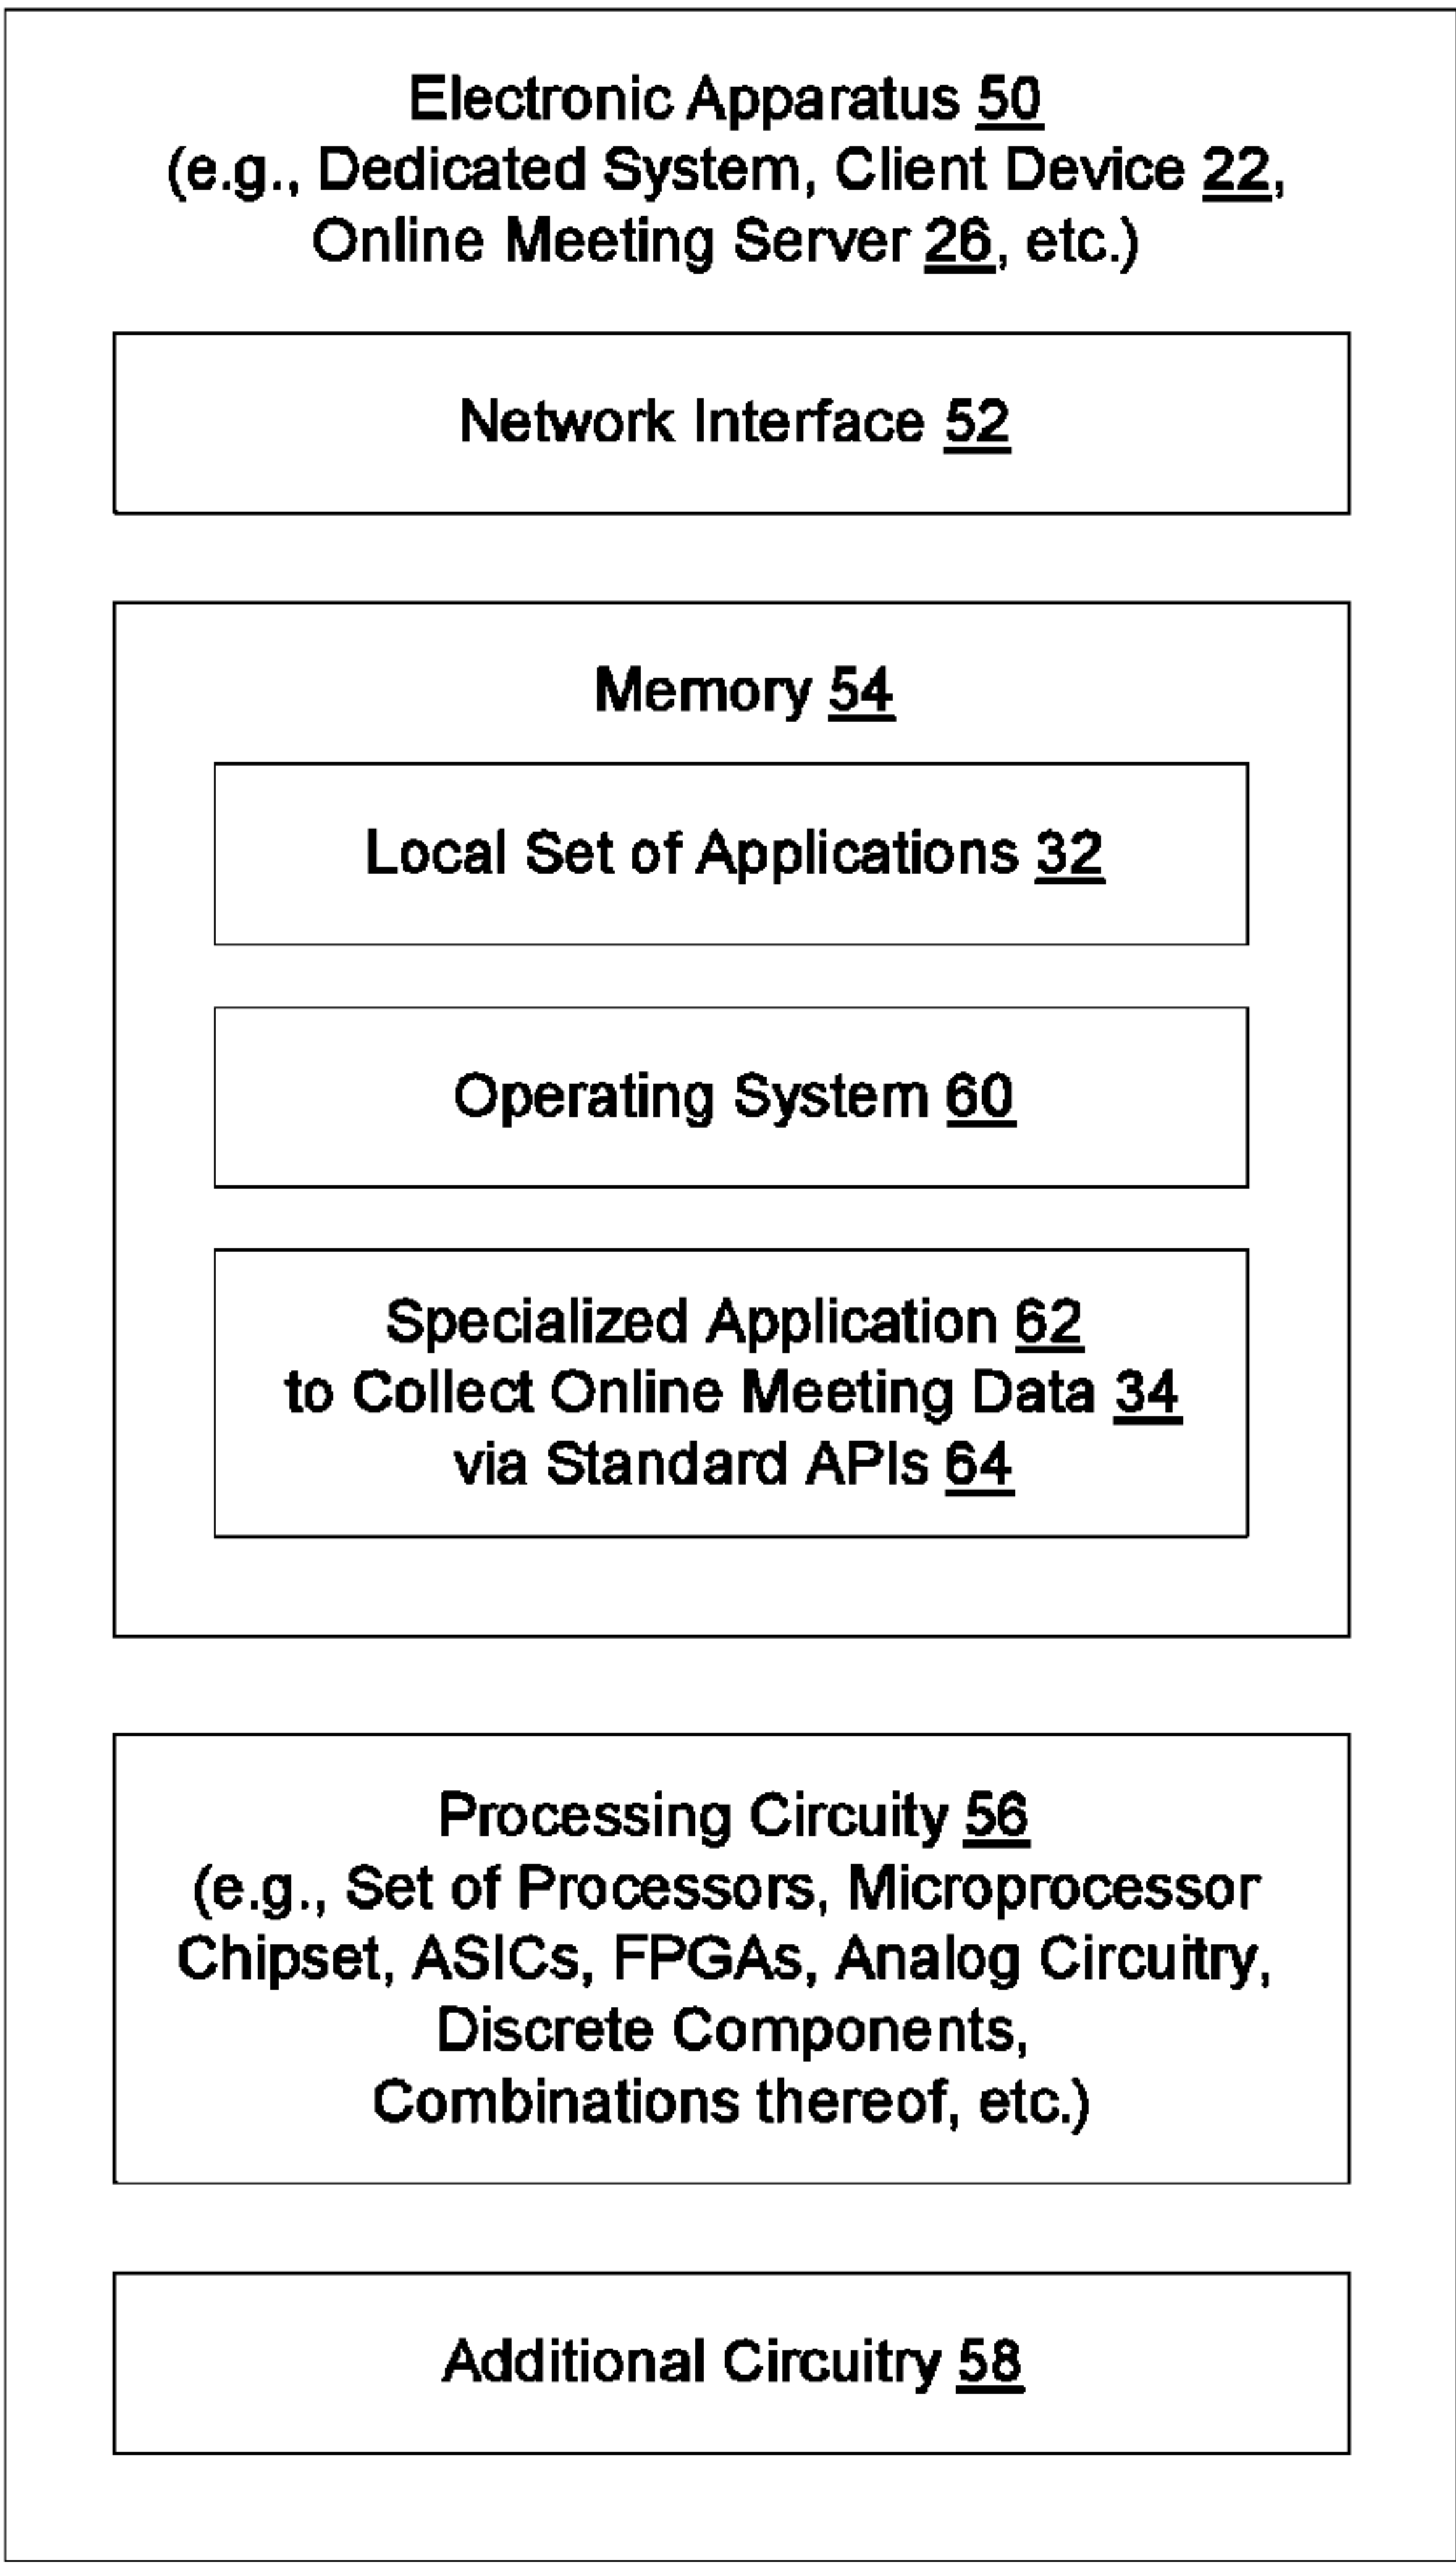 Electronic Apparatus 50
(e.g., Dedicated System, Client Device 22,
Online Meeting Server 26, etc.)
Network Interface 52
Memory 54
Local Set of Applications 32
Operating System 60
Specialized Application 62
to Collect Online Meeting Data 34
via Standard APIs 64
Processing Circuity 56
(e.g., Set of Processors, Microprocessor
Chipset, ASICs, FPGAs, Analog Circuitry,
Discrete Components,
Combinations thereof, etc.)
Additional Circuitry 58